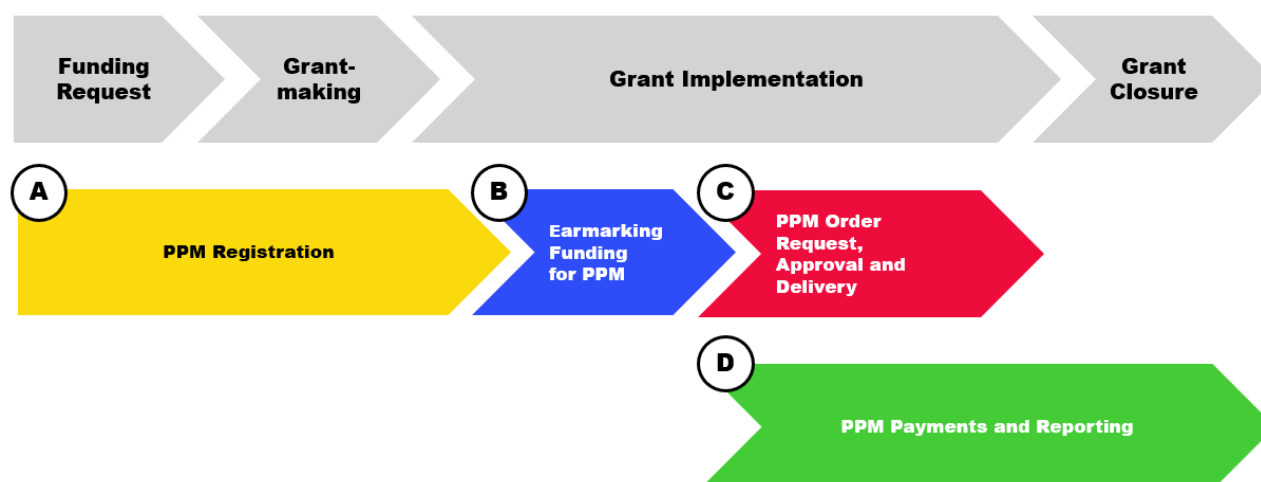 Funding
Request
Grant-
making
Grant Implementation
Grant
Closure
A
PPM Registration
B
Earmarking
Funding
for PPM
C
PPM Order
Request,
Approval and
Delivery
D
PPM Payments and Reporting